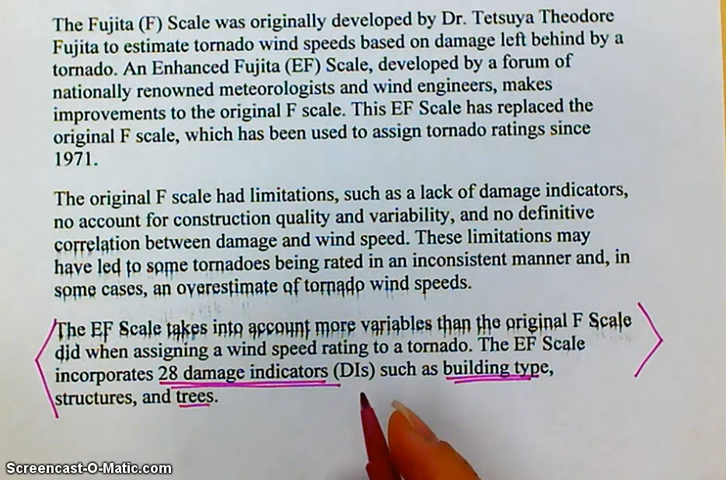 The Fujita (F) Scale was originally developed by Dr. Tetsuya Theodore
Fujita to estimate tornado wind speeds based on damage left behind by a
tornado. An Enhanced Fujita (EF) Scale, developed by a forum of
nationally renowned meteorologists and wind engineers, makes
improvements to the original F scale. This EF Scale has replaced the
original F scale, which has been used to assign tornado ratings since
1971.
The original F scale had limitations, such as a lack of damage indicators,
no account for construction quality and variability, and no definitive
correlation between damage and wind speed. These limitations may
have led to some tornadoes being rated in an inconsistent manner and, in
some cases, an overestimate of tornado wind speeds.
The EF Scale takes into account more variables than the original F Scale
did when assigning a wind speed rating to a tornado. The EF Scale
incorporates 28 damage indicators (DIs) such as building type,
structures, and trees.
Screencast-O-Matic.com